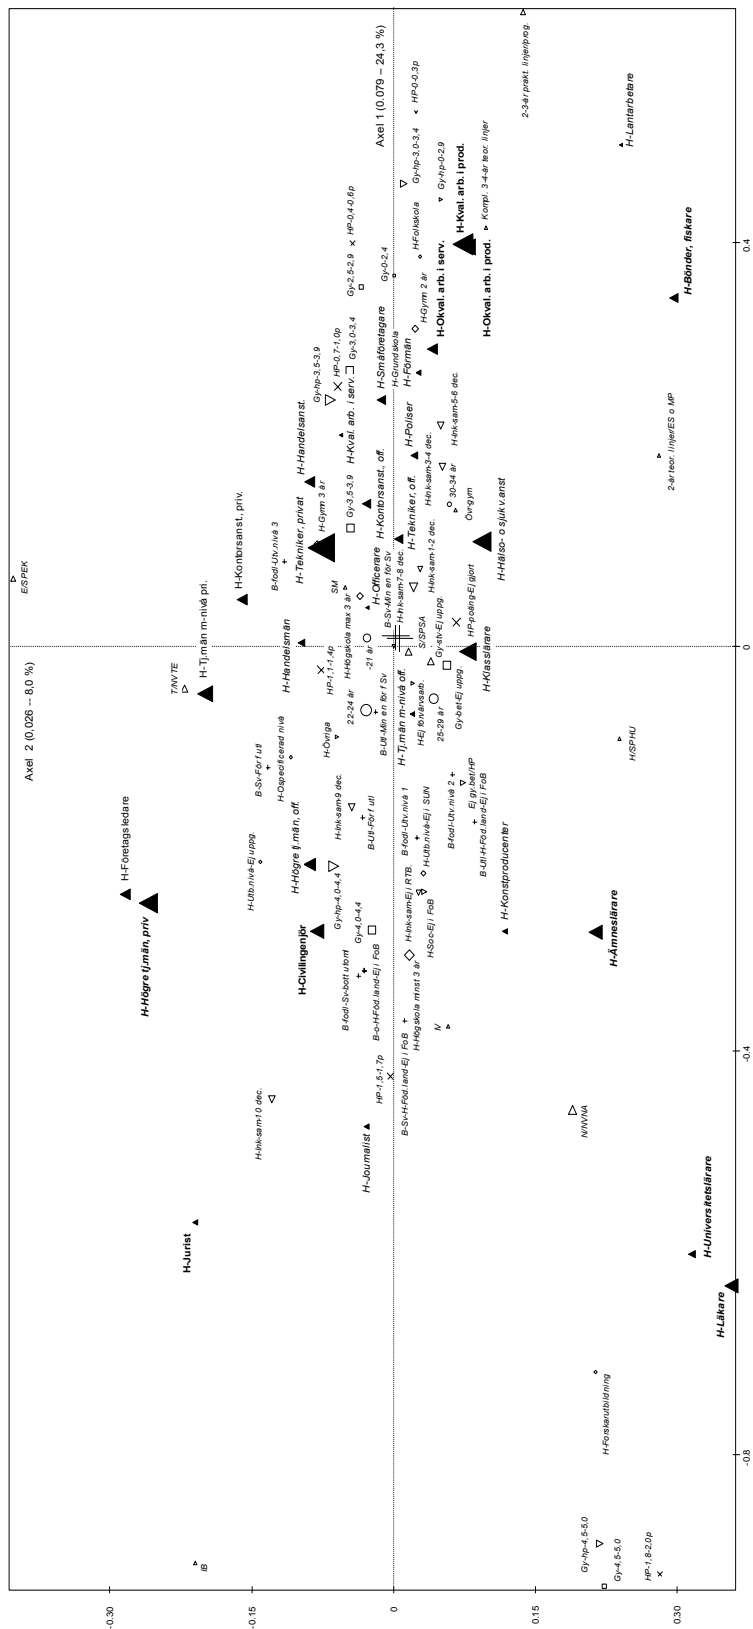 Axel 1 (0.079 – 24,3 %)
Axel 2 (0,026 – 8,0 %)
2-3-år prakt. linjer/prog.
HP-0-0,3p
Gy-hp-3,0-3,4
H-Lantarbetare
Gy-hp-0-2,9
Kompl. 3-4-år teor. linjer
H-Kval. arb. i prod.
H-Okval. arb. i prod.
H-Folkskola
HP-0,4-0,6p
Gy-2,5-2,9
Gy-0-2,4
H-Bönder, fiskare
H-Gymn 2 år
H-Okval. arb. i serv.
H-Förmän
H-Grundskola
H-Småföretagare
Gy-3,0-3,4
HP-0,7-1,0p
Gy-hp-3,5-3,9
H-Kval. arb. i serv.
H-Poliser
H-Ink-sam-5-6 dec.
H-Ink-sam-3-4 dec.
2-år teor. linjer/ES o MP
H-Handelsanst.
30-34 år
Övr-gym
H-Kontorsanst., off.
Gy-3,5-3,9
H-Gymn 3 år
H-Tekniker, privat
H-Tekniker, off.
H-Hälso- o sjukv.anst
B-fodl-Utv.nivå 3
H-Ink-sam-1-2 dec.
E/SPEK
H-Kontorsanst., priv.
SM
H-Högskola max 3 år
H-Officerare
B-Sv-Min en för Sv
H-Ink-sam-7-8 dec.
HP-poäng-Ej gjort
-21 år
H-Handelsmän
S/SPSA
Gy-stv-Ej uppg.
H-Klasslärare
Gy-bet-Ej uppg.
HP-1,1-1,4p
T/NVTE
H-Tj.män m-nivå pri.
22-24 år
B-Utl-Min en förf Sv
H-Tj.män m-nivå off.
H-Ej förvärvsarb.
25-29 år
H-Övriga
H/SPHU
H-Ospecificerad nivå
B-Sv-Förf utl
B-fodl-Utv.nivå 2
Ej gy.bet/HP
H-Ink-sam-9 dec.
B-Utl-Förf utl
B-fodl-Utv.nivå 1
B-Utl-H-Föd.land-Ej i FoB
H-Utb.nivå-Ej uppg.
H-Högre tj.män, off.
Gy-hp-4,0-4,4
H-Utb.nivå-Ej i SUN
H-Ink-sam-Ej i RTB.
H-Soc-Ej i FoB
H-Företagsledare
H-Högre tj.män, priv
H-Civilingenjör
Gy-4,0-4,4
H-Konstproducenter
H-Ämneslärare
H-Högskola minst 3 år
B-o-H-Föd.land-Ej i FoB
B-fodl-Sv-bott utoml
B-Sv-H-Föd.land-Ej i FoB
IV
HP-1,5-1,7p
H-Ink-sam-10 dec.
N/NVNA
H-Journalist
H-Jurist
H-Universitetslärare
H-Läkare
H-Forskarutbildning
Gy-hp-4,5-5,0
IB
HP-1,8-2,0p
Gy-4,5-5,0
0.4
0
-0.4
-0.8
-0.30
-0.15
0
0.15
0.30